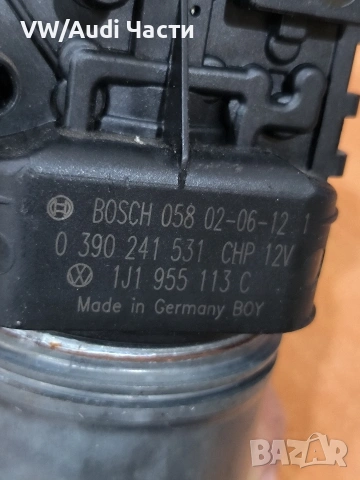 VW/Audi Части
BOSCH 058 02-06-12 1
0 390 241 531 CHP 12V
1J1 955 113 C
Made in Germany BOY
BAZAR